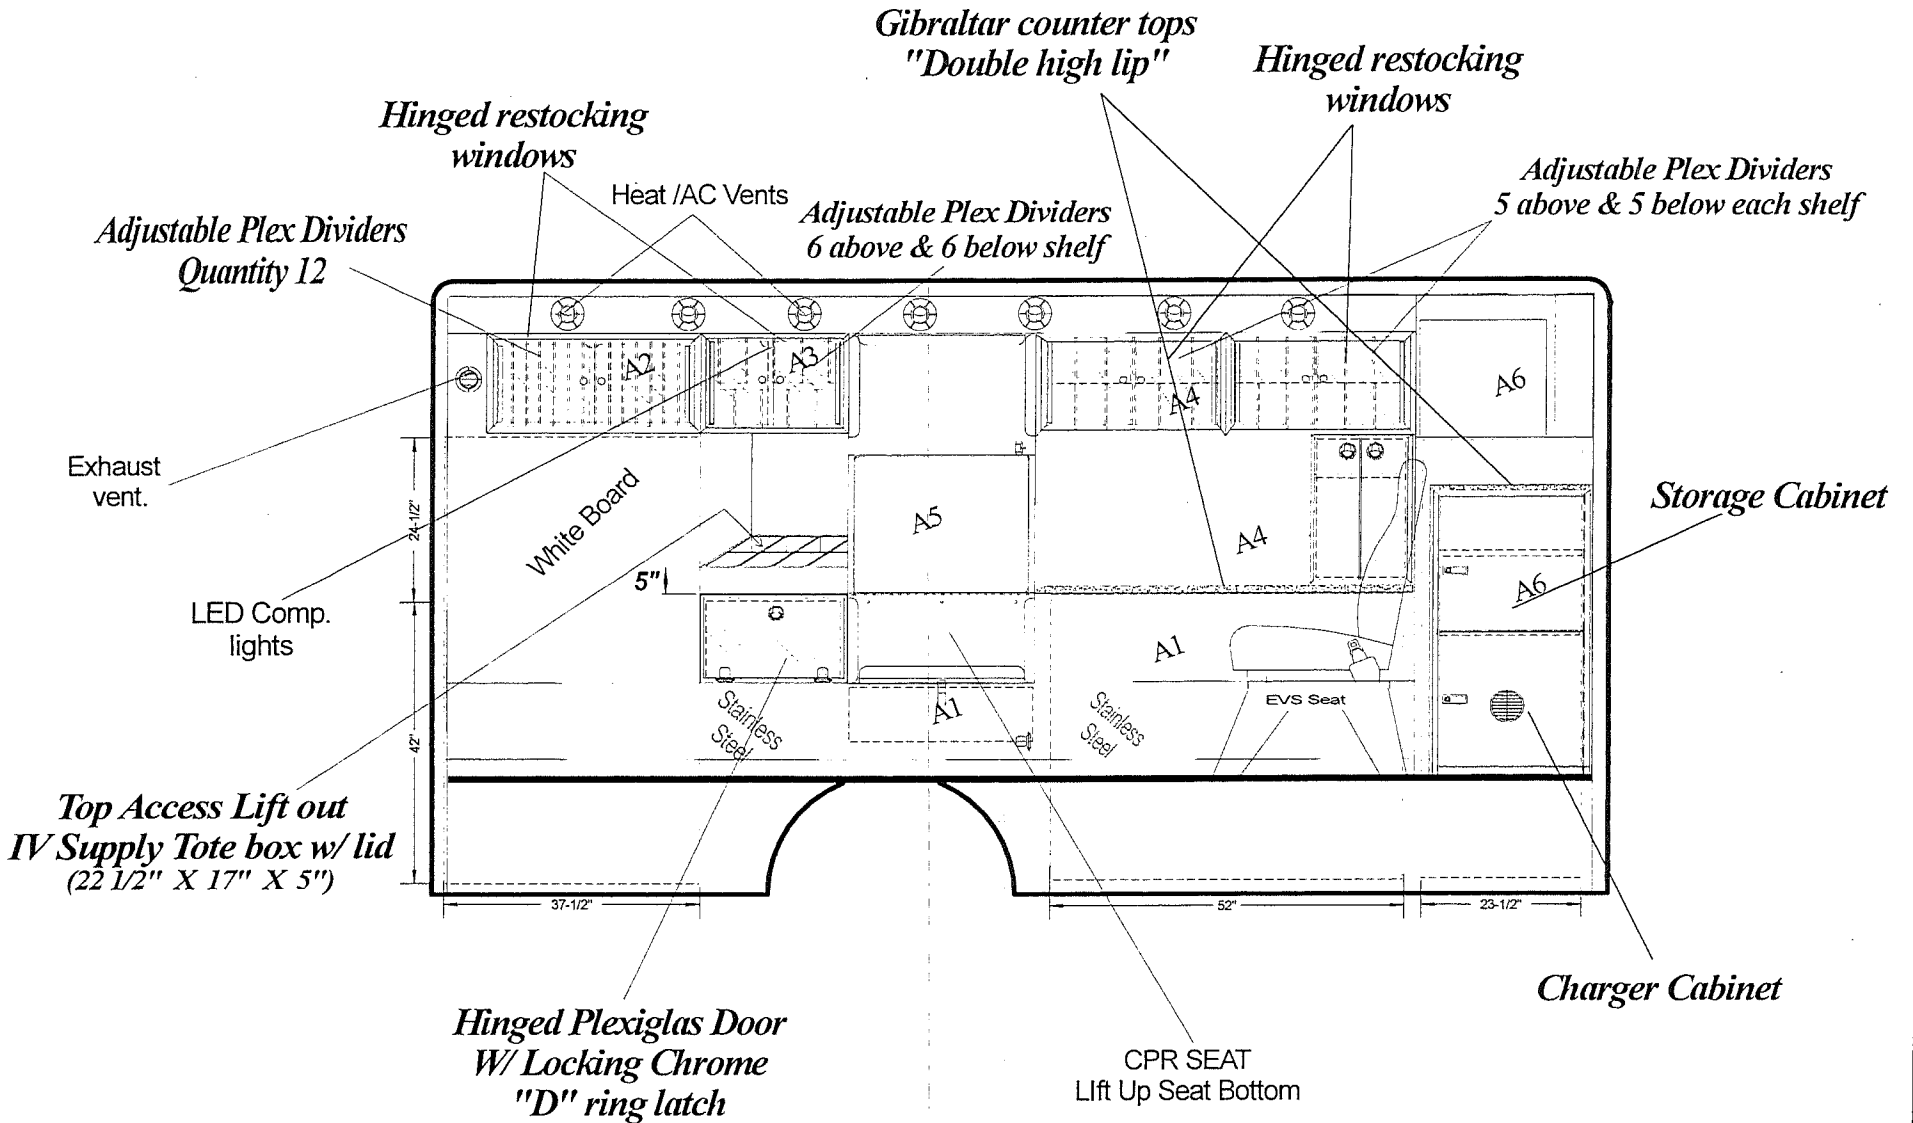 Gibraltar counter tops
"Double high lip"
Hinged restocking
windows
Hinged restocking
windows
Heat /AC Vents
Adjustable Plex Dividers
5 above & 5 below each shelf
Adjustable Plex Dividers
6 above & 6 below shelf
Adjustable Plex Dividers
Quantity 12
A2
A3
A4
A6
Exhaust
vent.
24-1/2"
White Board
A5
A4
Storage Cabinet
5"
A6
LED Comp.
lights
A1
EVS Seat
Stainless
Steel
A1
Stainless
Steel
42"
Top Access Lift out
IV Supply Tote box w/ lid
(22 1/2" X 17" X 5")
37-1/2"
52"
23-1/2"
Charger Cabinet
Hinged Plexiglas Door
W/ Locking Chrome
"D" ring latch
CPR SEAT
LIft Up Seat Bottom